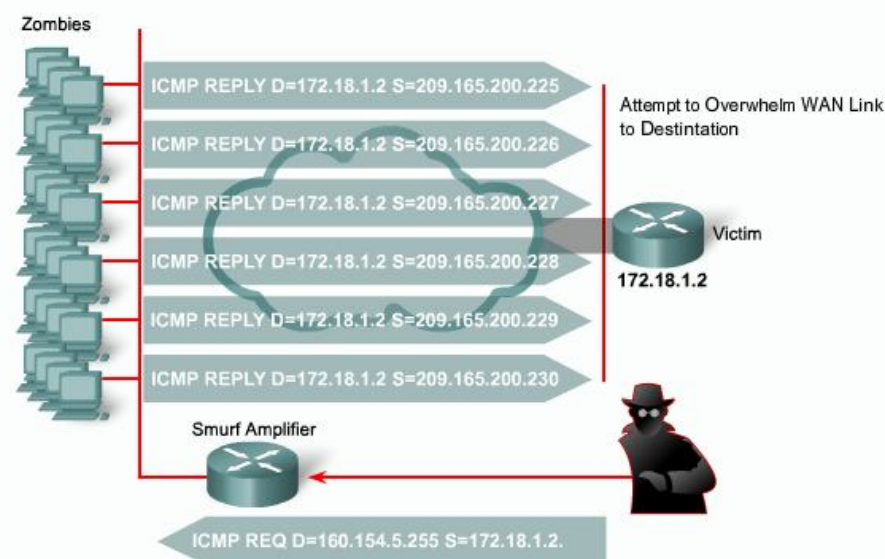 Zombies
ICMP REPLY D=172.18.1.2 S=209.165.200.225
Attempt to Overwhelm WAN Link
to Destintation
ICMP REPLY D=172.18.1.2 S=209.165.200.226
ICMP REPLY D=172.18.1.2 S=209.165.200.227
Victim
172.18.1.2
ICMP REPLY D=172.18.1.2 S=209.165.200.228
ICMP REPLY D=172.18.1.2 S=209.165.200.229
ICMP REPLY D=172.18.1.2 S=209.165.200.230
Smurf Amplifier
ICMP REQ D=160.154.5.255 S=172.18.1.2.